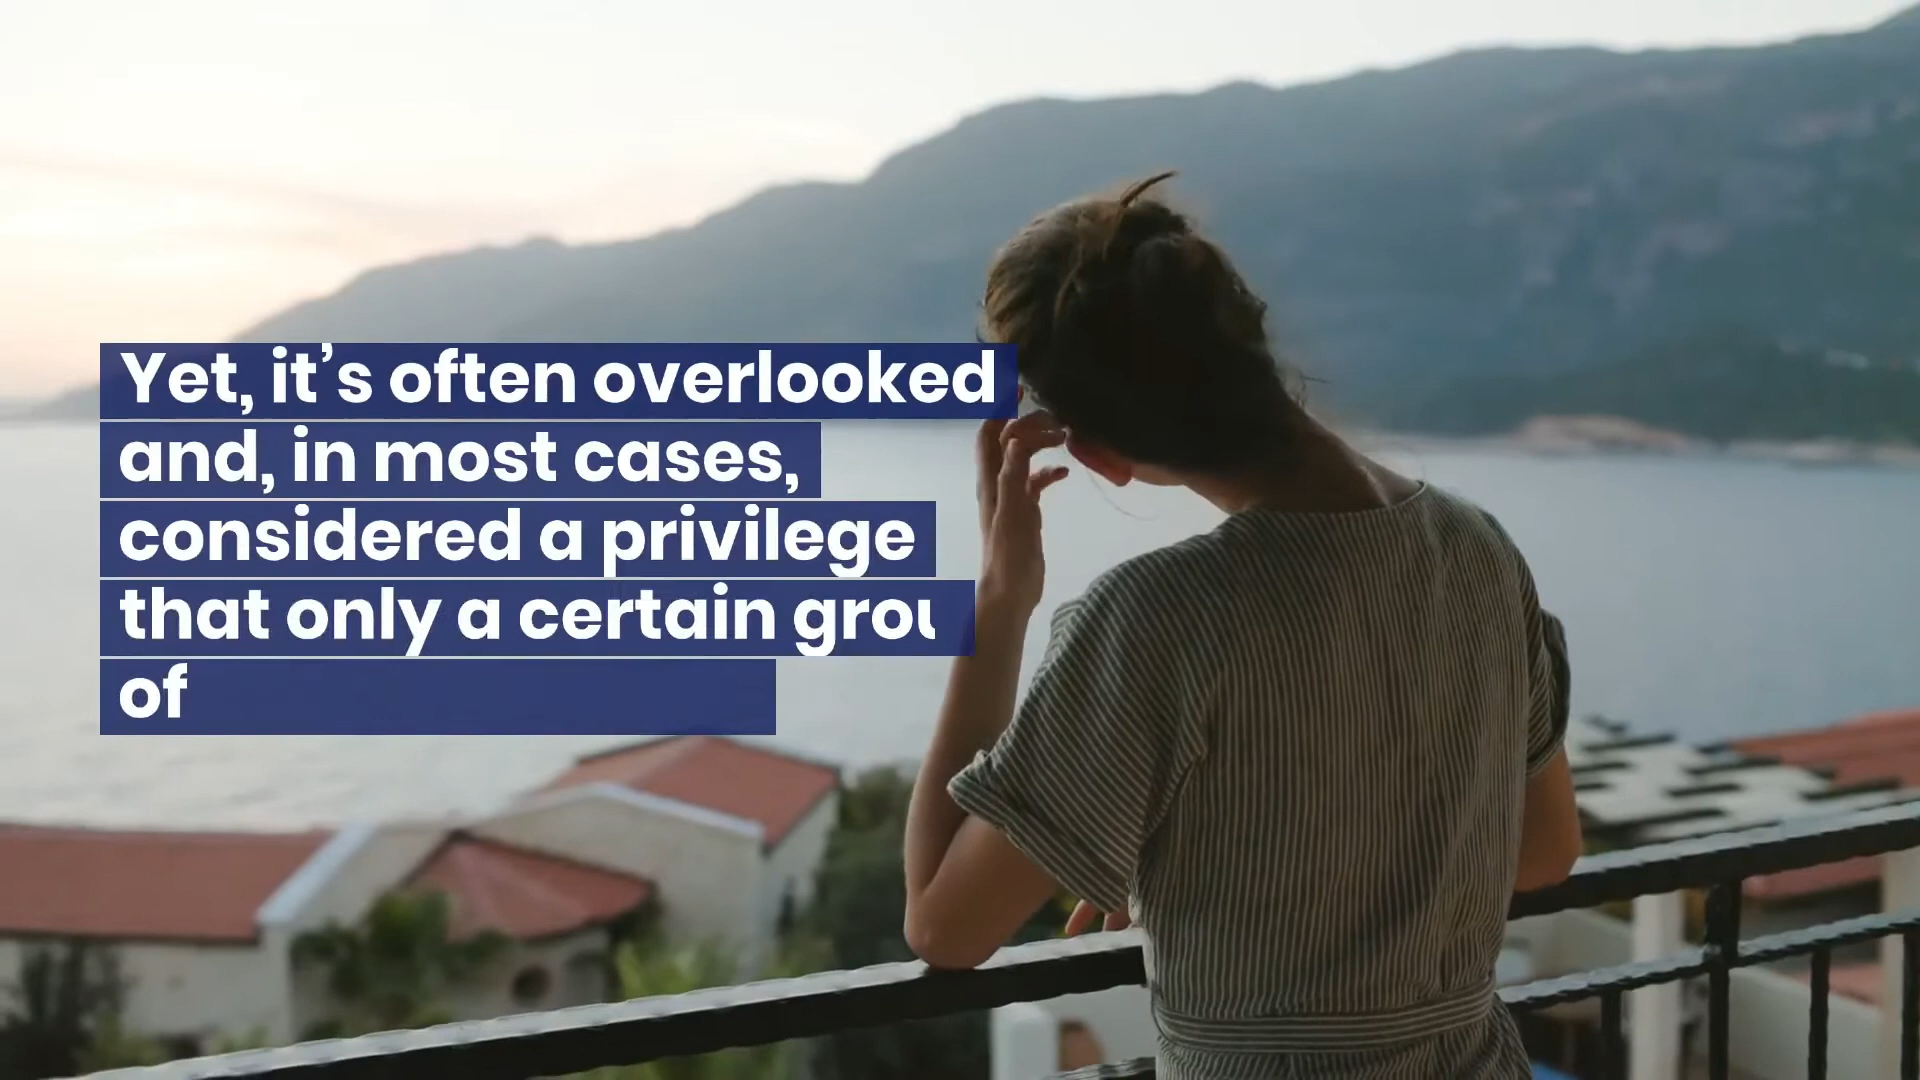 Yet, it’s often overlooked
and, in most cases,
considered a privilege
that only a certain
of